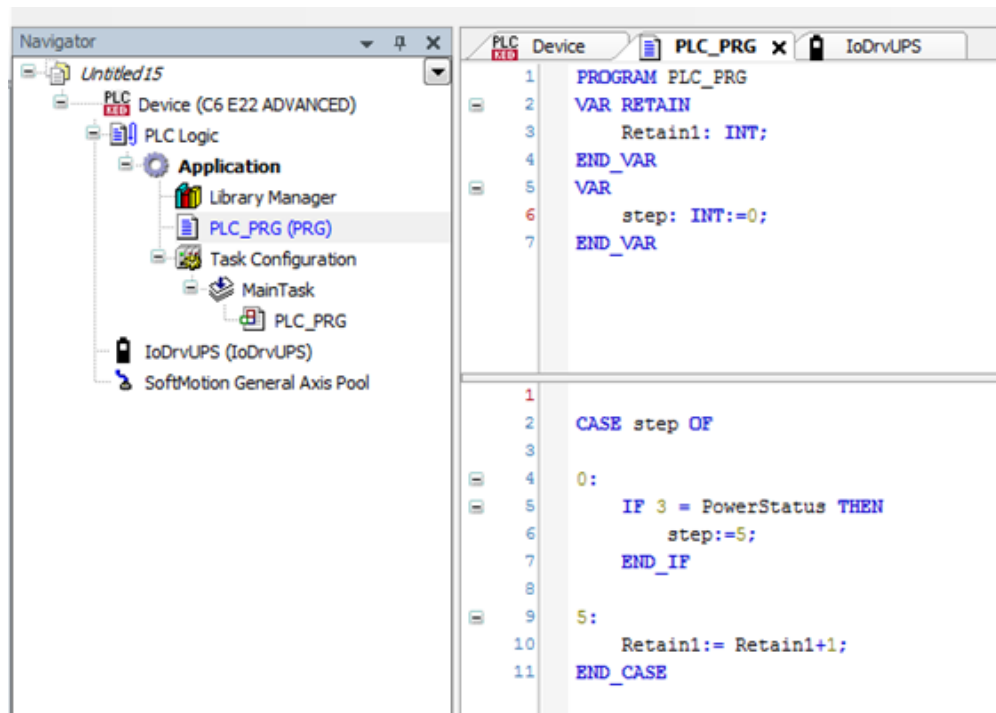 Navigator
Untitled15
PLC Device (C6 E22 ADVANCED)
PLC Logic
Application
Library Manager
PLC_PRG (PRG)
Task Configuration
MainTask
PLC_PRG
IoDrvUPS (IoDrvUPS)
SoftMotion General Axis Pool
PLC Device PLC_PRG IoDrvUPS
1 PROGRAM PLC_PRG
2 VAR RETAIN
3 Retain1: INT;
4 END_VAR
5 VAR
6 step: INT:=0;
7 END_VAR
1
2 CASE step OF
3
4 0:
5 IF 3 = PowerStatus THEN
6 step:=5;
7 END_IF
8
9 5:
10 Retain1:= Retain1+1;
11 END_CASE